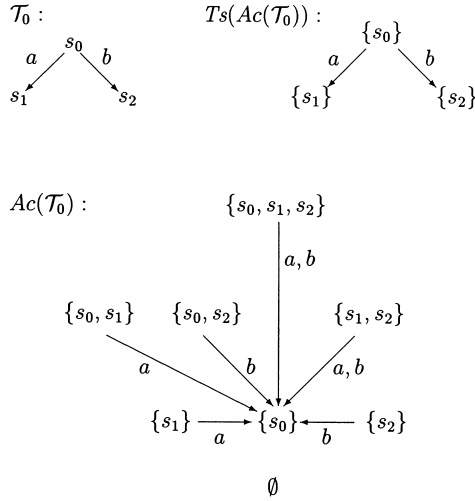 𝒯₀ : Ts(Ac(𝒯₀)) :
s₀ {s₀}
a b a b
s₁ s₂ {s₁} {s₂}
Ac(𝒯₀) : {s₀, s₁, s₂}
a, b
{s₀, s₁} {s₀, s₂} {s₁, s₂}
a b a, b
{s₁} {s₀} {s₂}
a b
∅